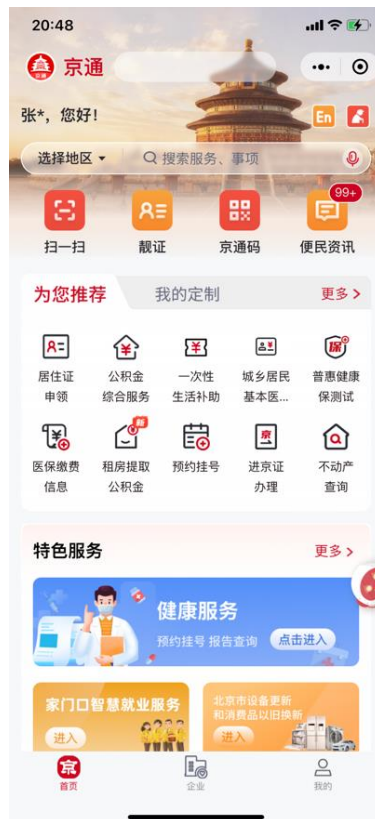 20:48
京通
京通
张*，您好！
En
选择地区
搜索服务、事项
99+
扫一扫
靓证
京通码
便民资讯
为您推荐
我的定制
更多
保
居住证
申领
公积金
综合服务
一次性
生活补助
城乡居民
基本医...
普惠健康
保测试
新
京
医保缴费
信息
租房提取
公积金
预约挂号
进京证
办理
不动产
查询
特色服务
更多
健康服务
预约挂号 报告查询
点击进入
家门口智慧就业服务
进入
北京市设备更新
和消费品以旧换新
进入
京
首页
企业
我的